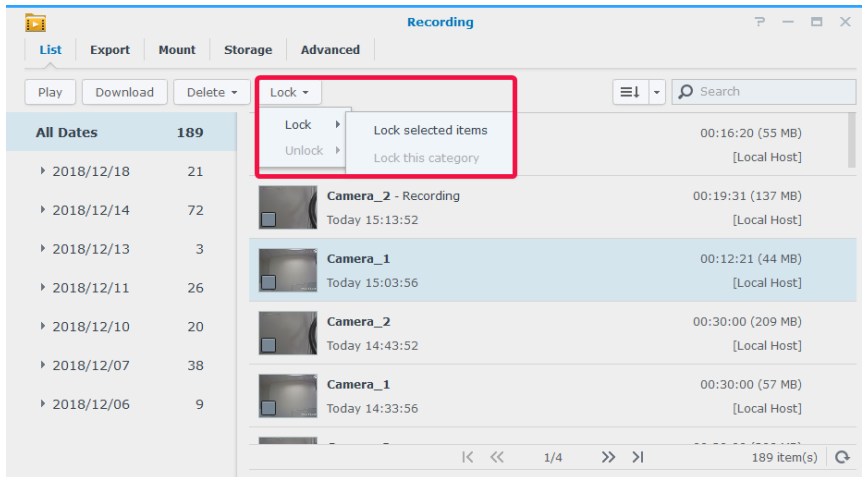 Recording
List Export Mount Storage Advanced
Play Download Delete Lock Search
All Dates 189
2018/12/18 21
2018/12/14 72
2018/12/13 3
2018/12/11 26
2018/12/10 20
2018/12/07 38
2018/12/06 9
Lock
Unlock
Lock selected items
Lock this category
00:16:20 (55 MB)
[Local Host]
Camera_2 - Recording 00:19:31 (137 MB)
Today 15:13:52 [Local Host]
Camera_1 00:12:21 (44 MB)
Today 15:03:56 [Local Host]
Camera_2 00:30:00 (209 MB)
Today 14:43:52 [Local Host]
Camera_1 00:30:00 (57 MB)
Today 14:33:56 [Local Host]
1/4 189 item(s)